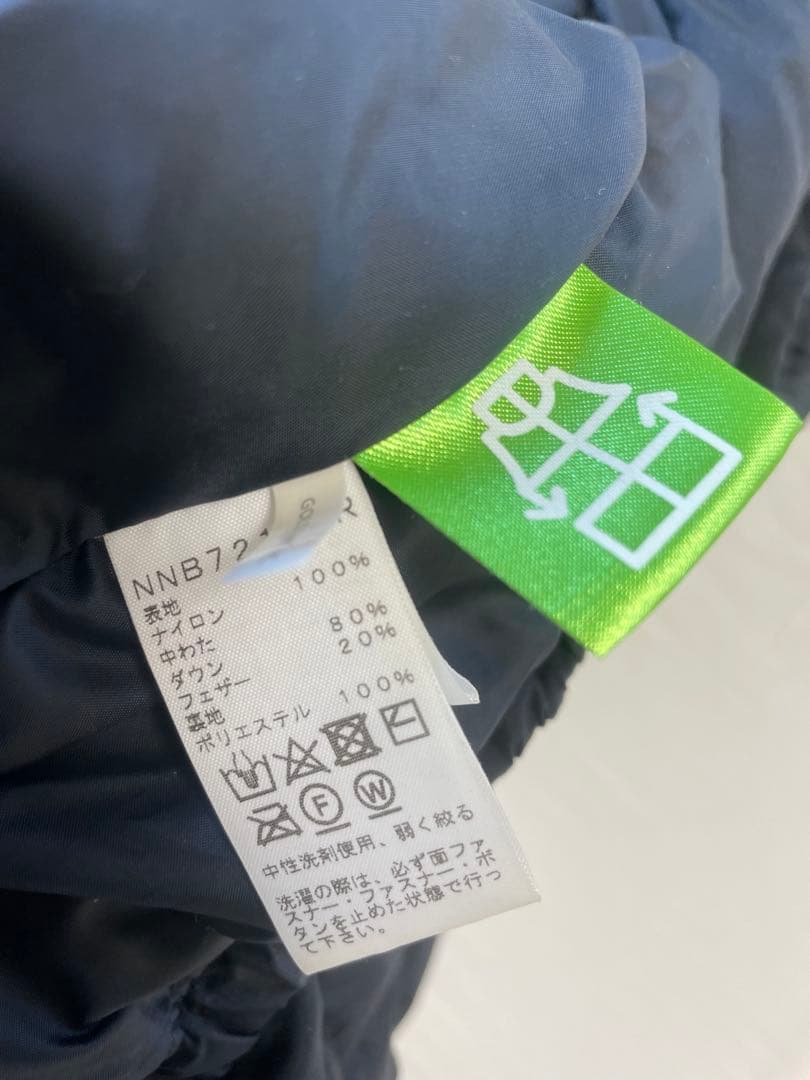 GO
NNB72 R
表地
ナイロン 100%
中わた
ダウン 80%
フェザー 20%
裏地
ポリエステル 100%
F W
中性洗剤使用、弱く絞る
洗濯の際は、必ず面ファ
スナー・ファスナー・ボ
タンを止めた状態で行っ
て下さい。